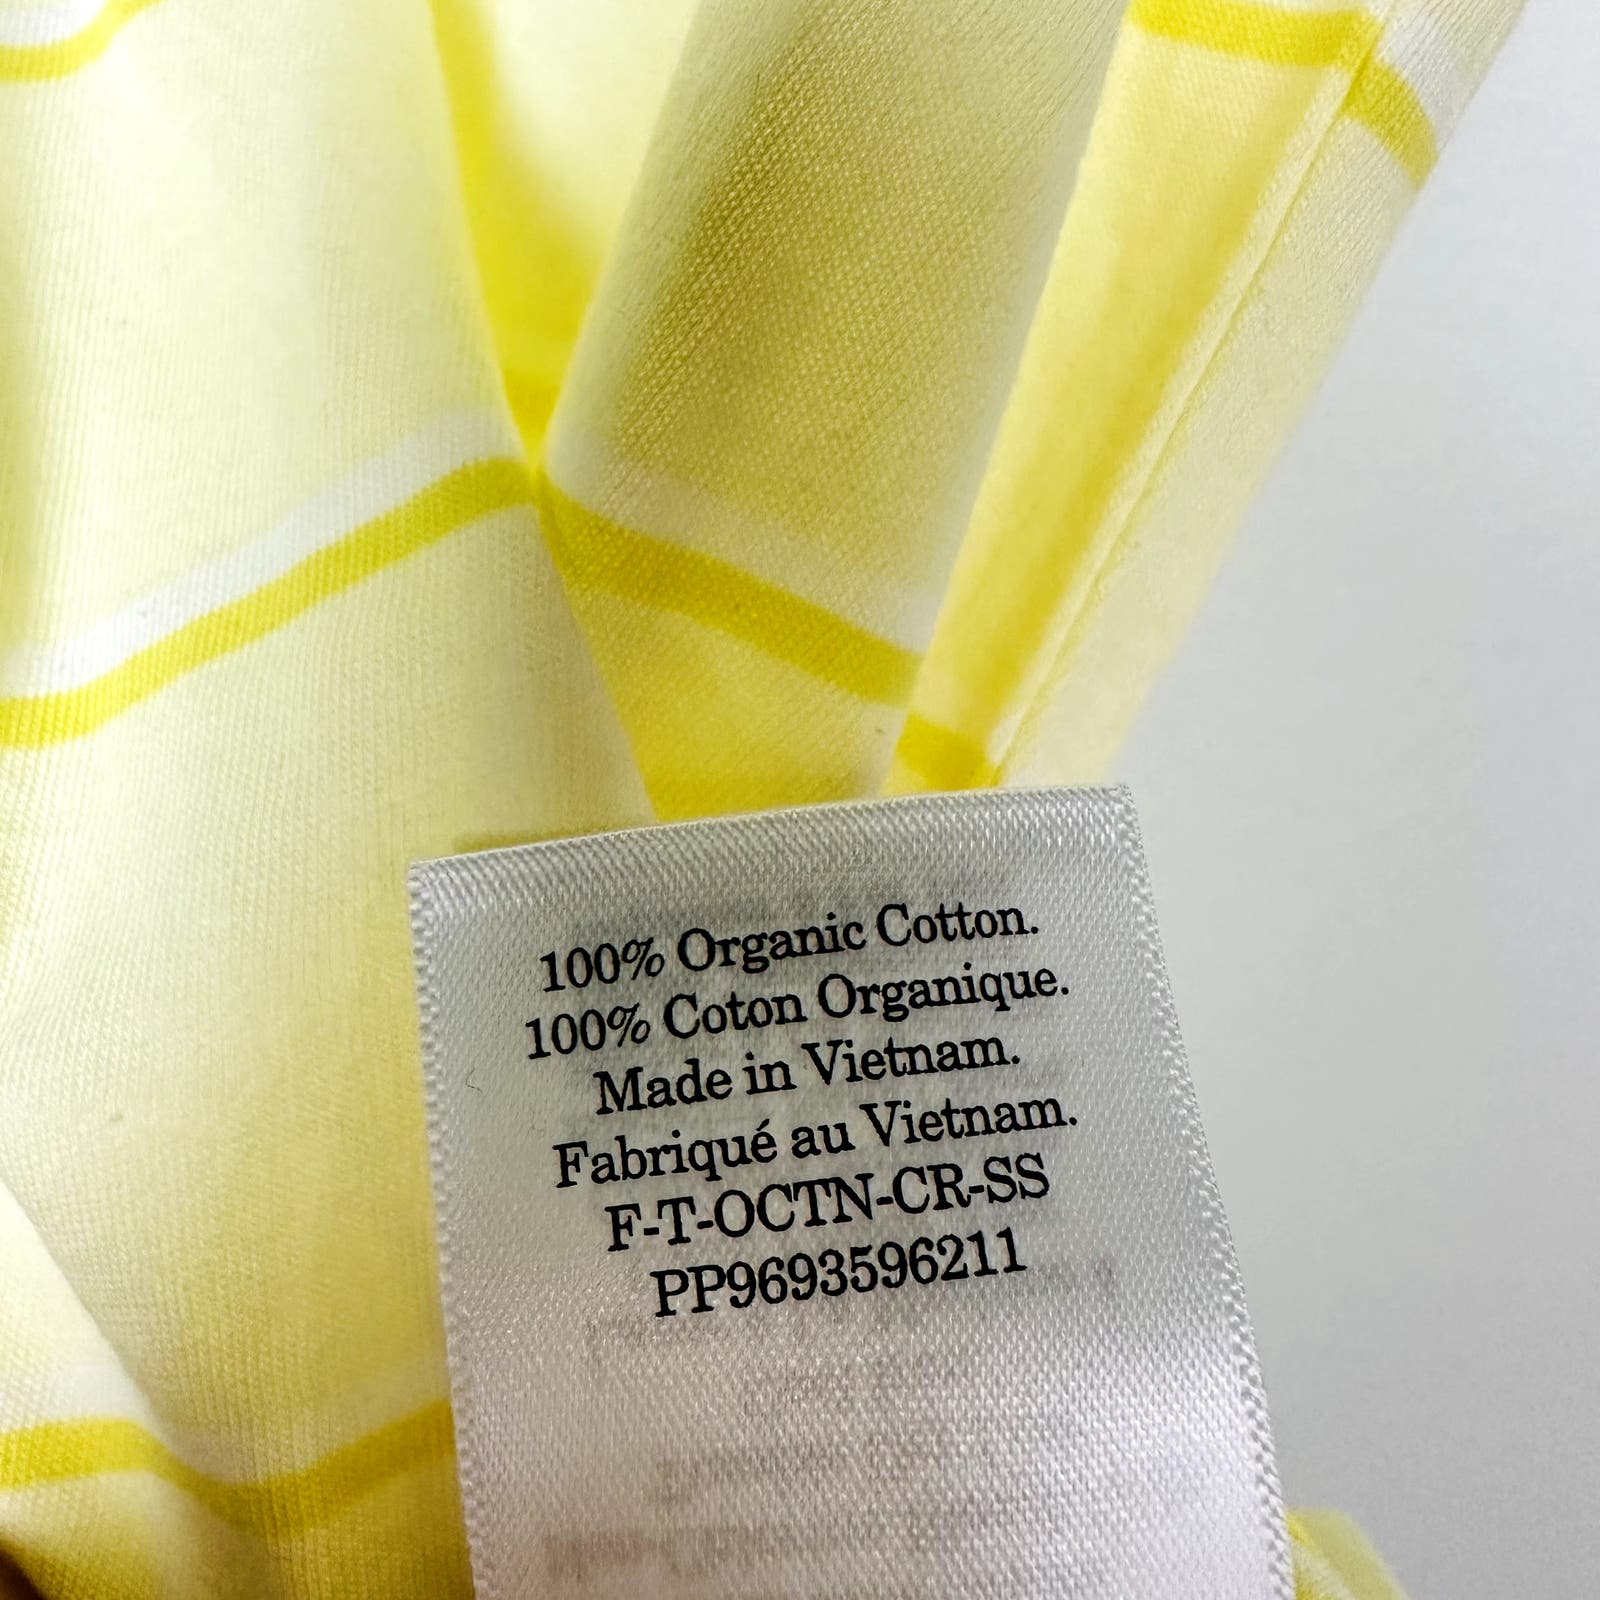 100% Organic Cotton.
100% Coton Organique.
Made in Vietnam.
Fabriqué au Vietnam.
F-T-OCTN-CR-SS
PP9693596211